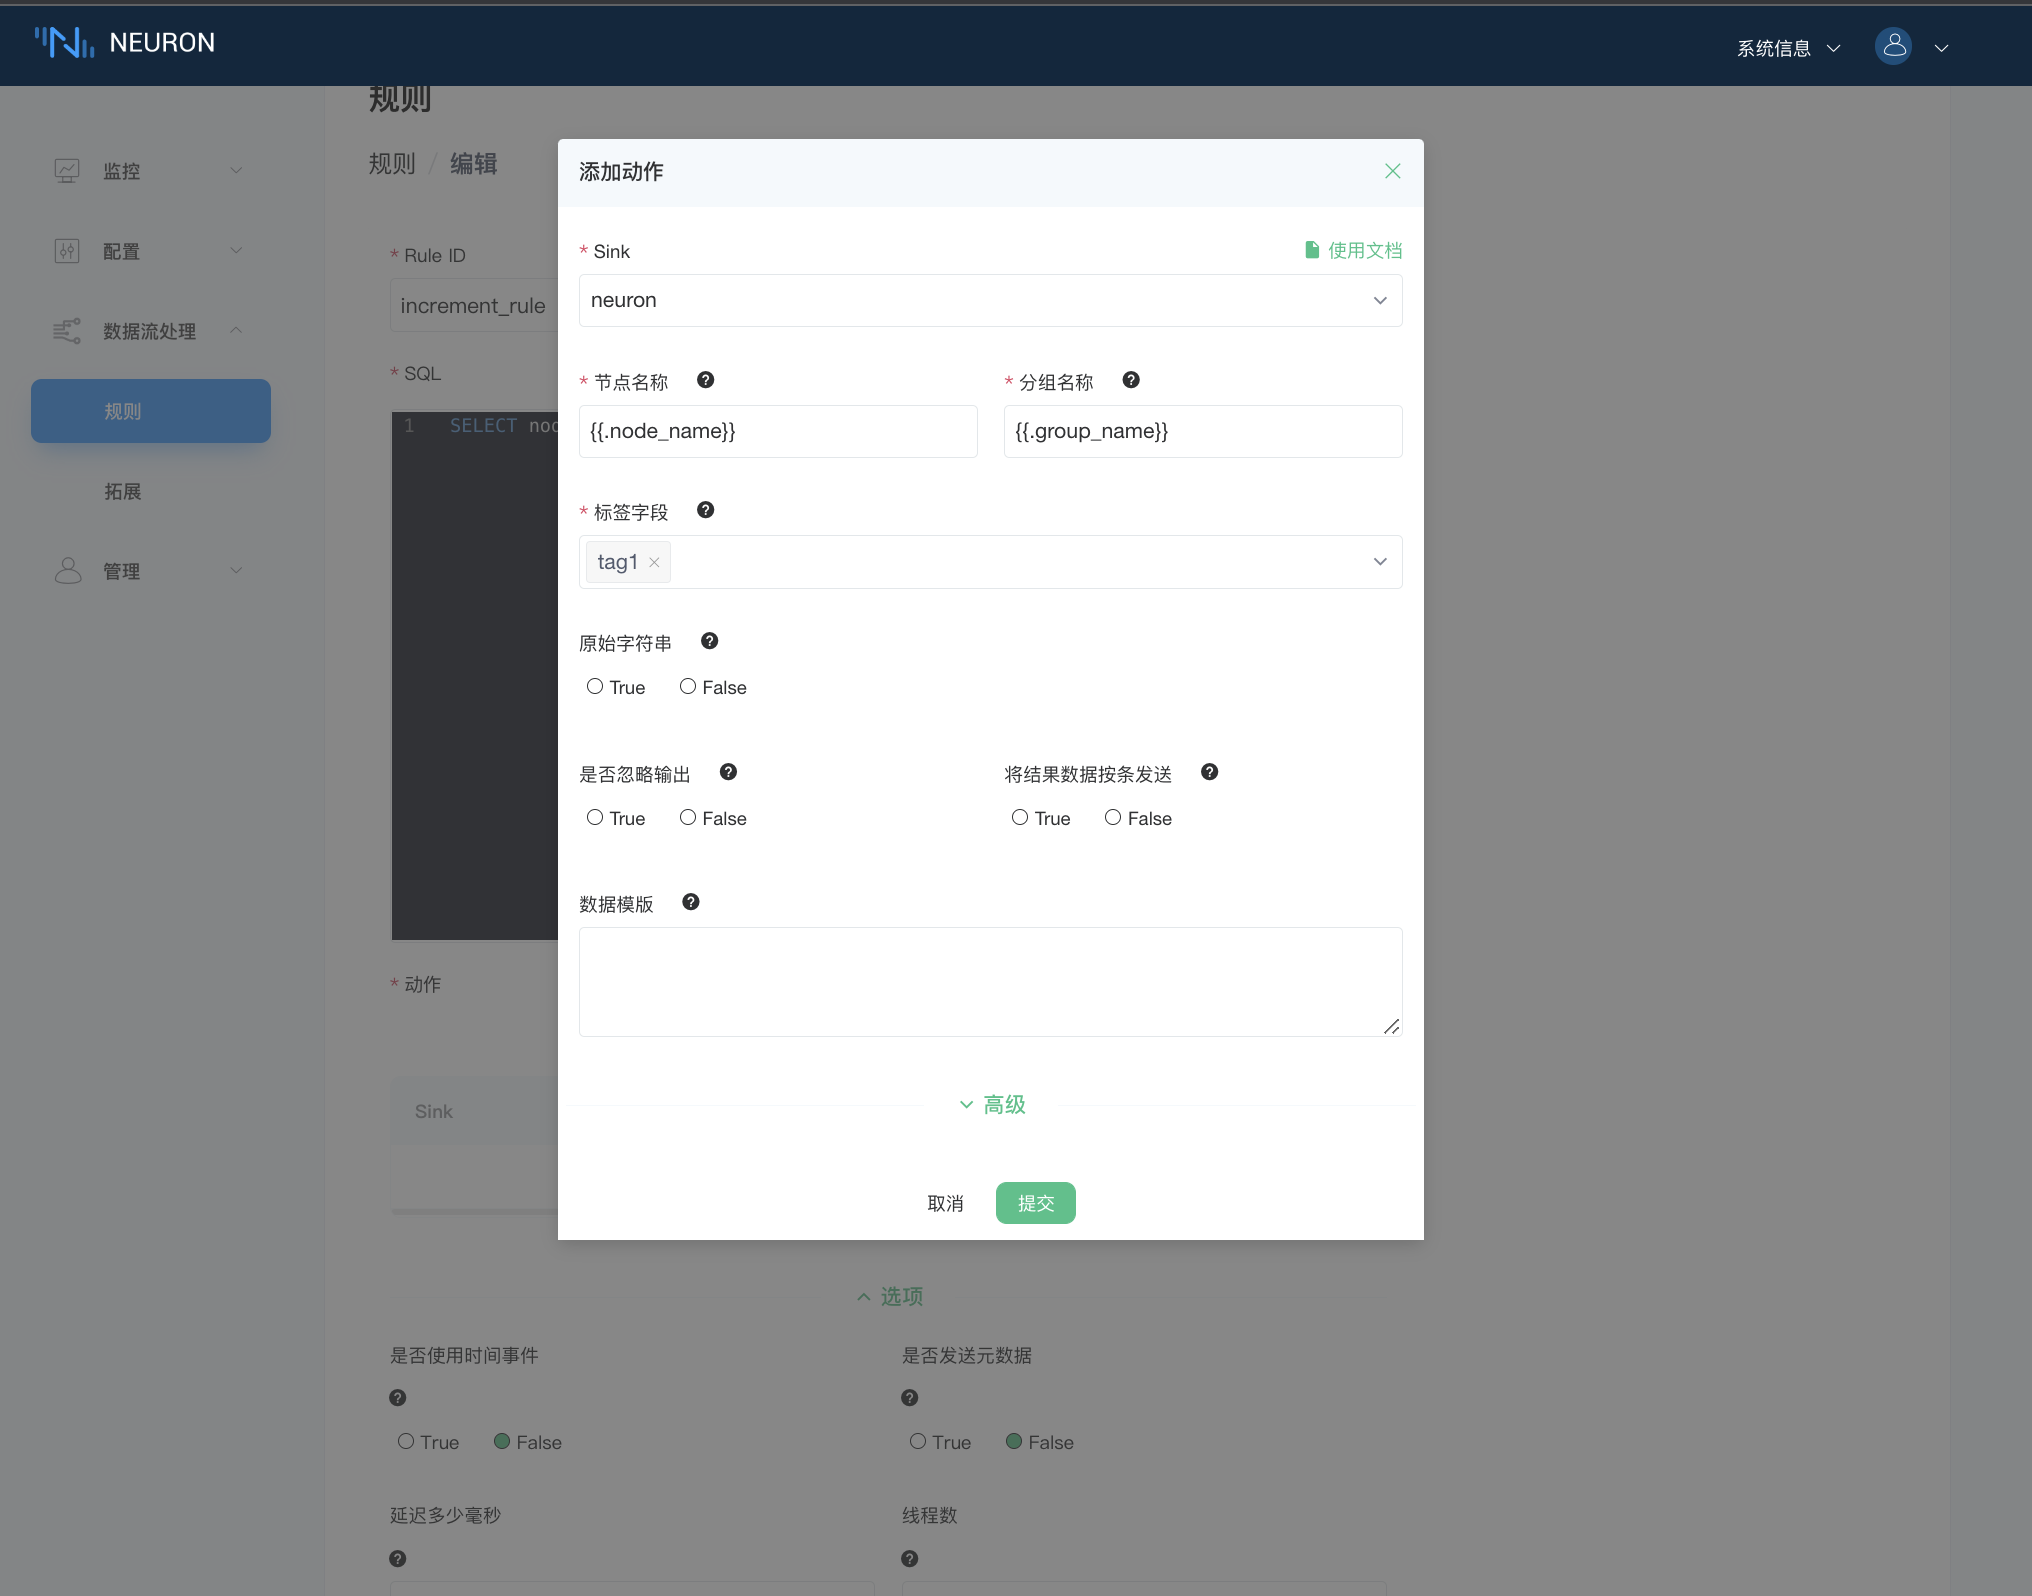 NEURON
系统信息
规则
规则 / 编辑
监控
配置
数据流处理
规则
拓展
管理
* Rule ID
increment_rule
* SQL
1 SELECT
* 动作
Sink
添加动作
* Sink
使用文档
neuron
* 节点名称
* 分组名称
{{.node_name}}
{{.group_name}}
* 标签字段
tag1
原始字符串
True False
是否忽略输出
将结果数据按条发送
True False
True False
数据模版
高级
取消 提交
选项
是否使用时间事件
是否发送元数据
True False
True False
延迟多少毫秒
线程数